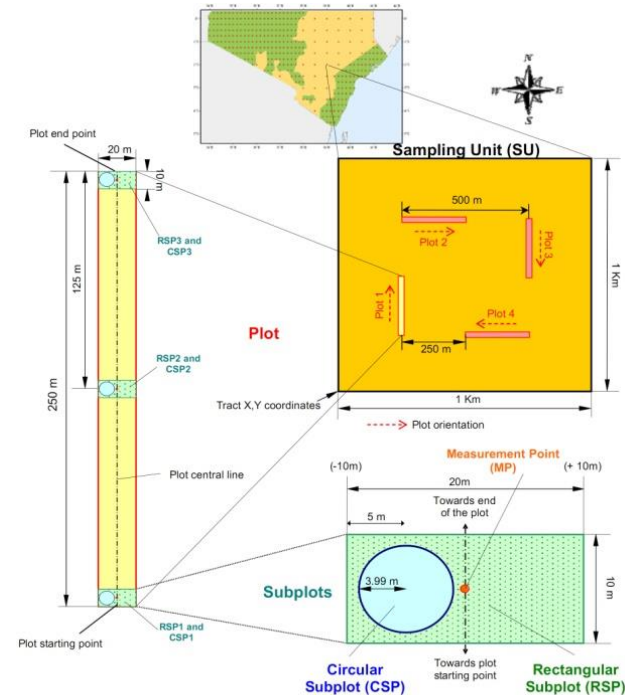 N
W
E
S
Sampling Unit (SU)
Plot end point
20 m
10m
RSP3 and
CSP3
125 m
250 m
RSP2 and
CSP2
Plot central line
RSP1 and
CSP1
Plot starting point
Plot
500 m
Plot 2
Plot 3
Plot 1
Plot 4
250 m
1 Km
1 Km
Tract X,Y coordinates
Plot orientation
Measurement Point
(MP)
(-10m)
(+ 10m)
20m
Towards end
of the plot
5 m
3.99 m
10 m
Subplots
Towards plot
starting point
Circular
Subplot (CSP)
Rectangular
Subplot (RSP)